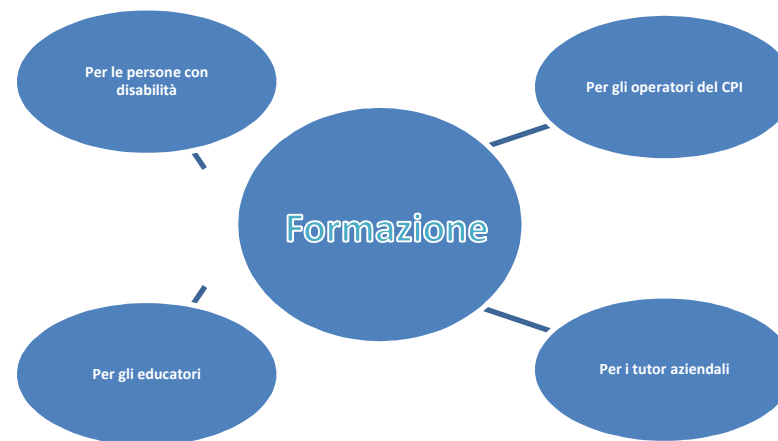 Per le persone con
disabilità
Per gli operatori del CPI
Formazione
Per gli educatori
Per i tutor aziendali